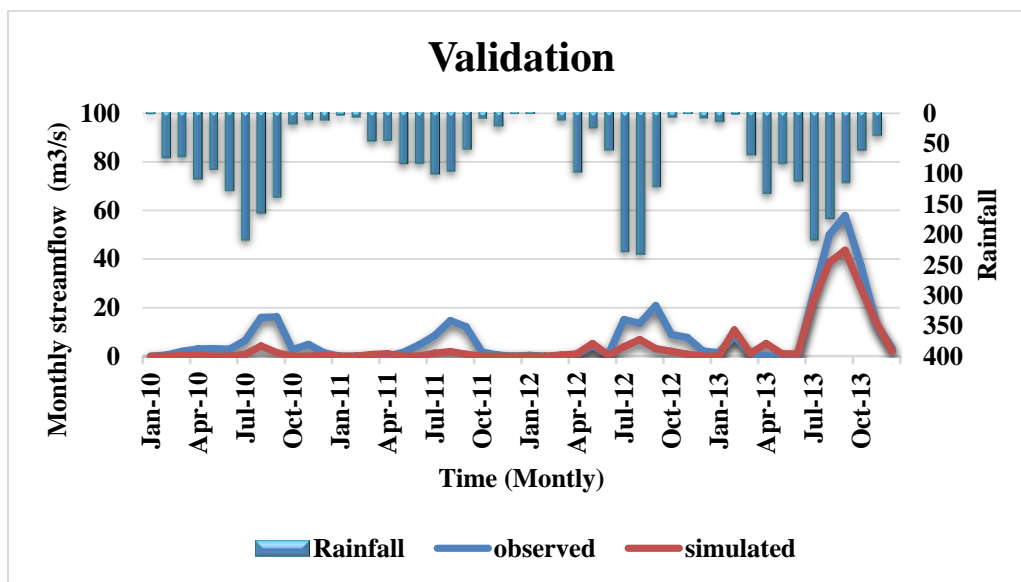 Validation
Monthly streamflow (m3/s)
100
80
60
40
20
0
0
50
100
150
200
250
300
350
400
Rainfall
Jan-10
Apr-10
Jul-10
Oct-10
Jan-11
Apr-11
Jul-11
Oct-11
Jan-12
Apr-12
Jul-12
Oct-12
Jan-13
Apr-13
Jul-13
Oct-13
Time (Montly)
Rainfall observed simulated